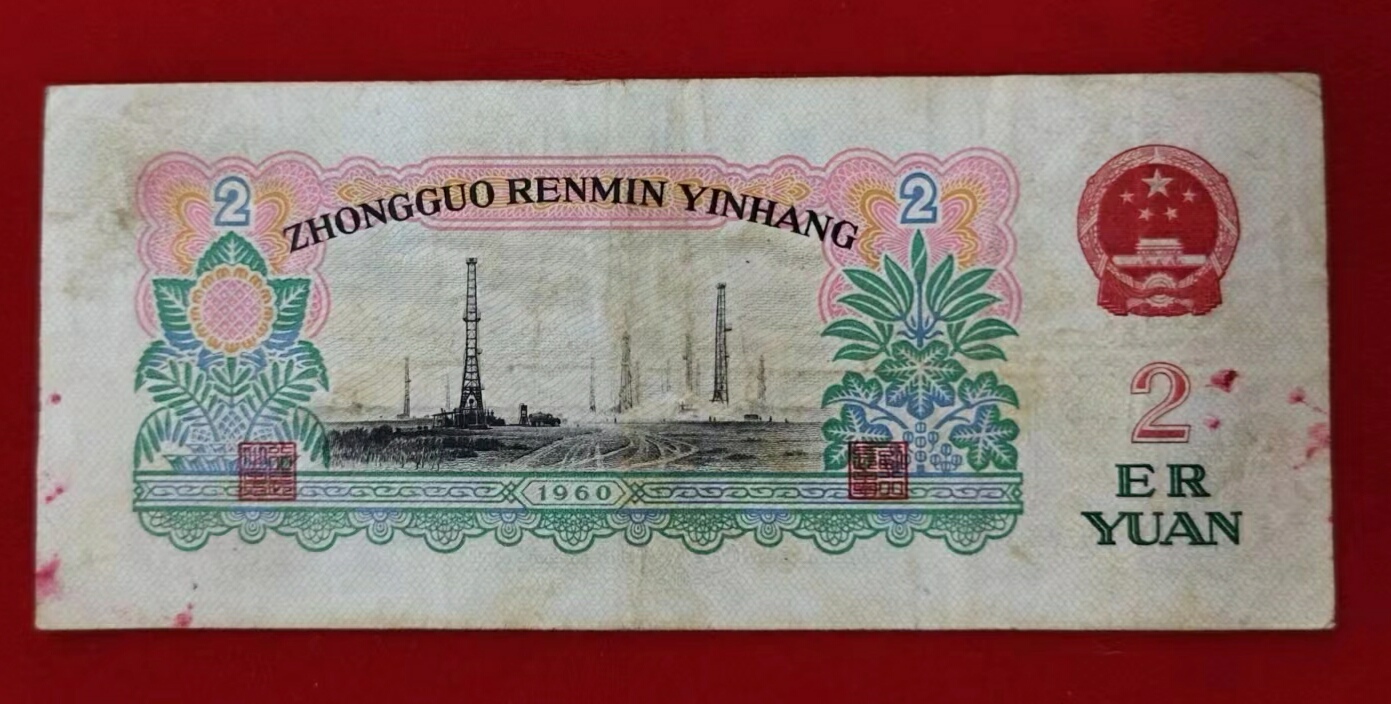 2
2
ZHONGGUO RENMIN YINHANG
1960
2
ER
YUAN